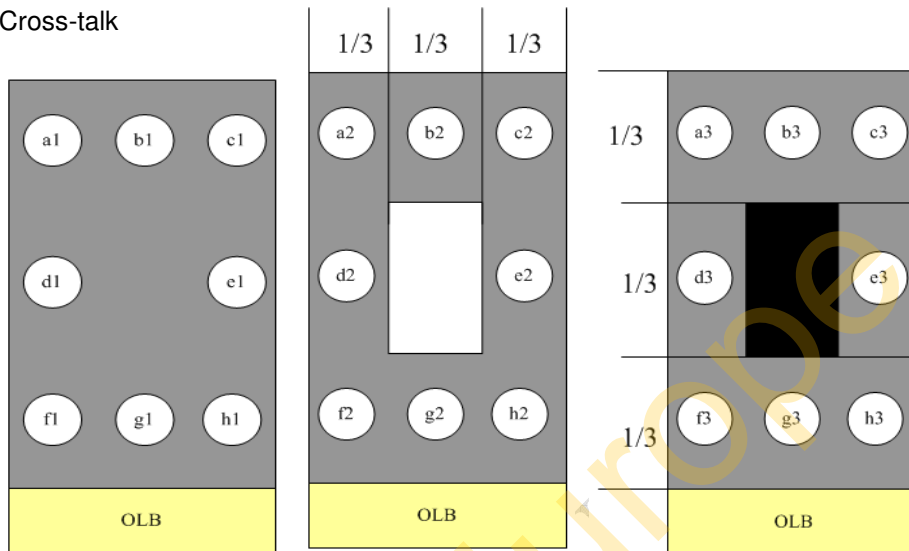 Cross-talk
1/3 1/3 1/3
a1 b1 c1
d1 e1
f1 g1 h1
OLB
a2 b2 c2
d2 e2
f2 g2 h2
OLB
1/3
1/3
1/3
a3 b3 c3
d3 e3
f3 g3 h3
OLB